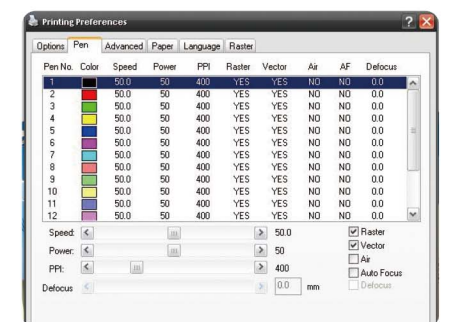 Printing Preferences
Options Pen Advanced Paper Language Raster
Pen No. Color Speed Power PPI Raster Vector Air AF Defocus
1 50.0 50 400 YES YES NO NO 0.0
2 50.0 50 400 YES YES NO NO 0.0
3 50.0 50 400 YES YES NO NO 0.0
4 50.0 50 400 YES YES NO NO 0.0
5 50.0 50 400 YES YES NO NO 0.0
6 50.0 50 400 YES YES NO NO 0.0
7 50.0 50 400 YES YES NO NO 0.0
8 50.0 50 400 YES YES NO NO 0.0
9 50.0 50 400 YES YES NO NO 0.0
10 50.0 50 400 YES YES NO NO 0.0
11 50.0 50 400 YES YES NO NO 0.0
12 50.0 50 400 YES YES NO NO 0.0
Speed: 50.0 Raster
Power: 50 Vector
Air
PPI: 400 Auto Focus
Defocus 0.0 mm Defocus